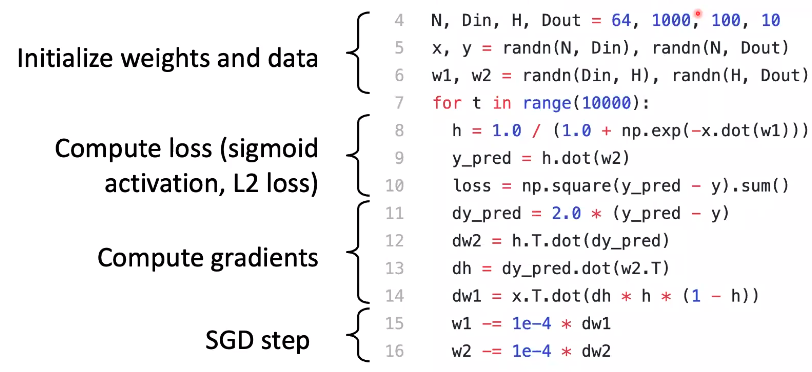 Initialize weights and data
Compute loss (sigmoid
activation, L2 loss)
Compute gradients
SGD step
4 N, Din, H, Dout = 64, 1000, 100, 10
5 x, y = randn(N, Din), randn(N, Dout)
6 w1, w2 = randn(Din, H), randn(H, Dout)
7 for t in range(10000):
8   h = 1.0 / (1.0 + np.exp(-x.dot(w1)))
9   y_pred = h.dot(w2)
10   loss = np.square(y_pred - y).sum()
11   dy_pred = 2.0 * (y_pred - y)
12   dw2 = h.T.dot(dy_pred)
13   dh = dy_pred.dot(w2.T)
14   dw1 = x.T.dot(dh * h * (1 - h))
15   w1 -= 1e-4 * dw1
16   w2 -= 1e-4 * dw2